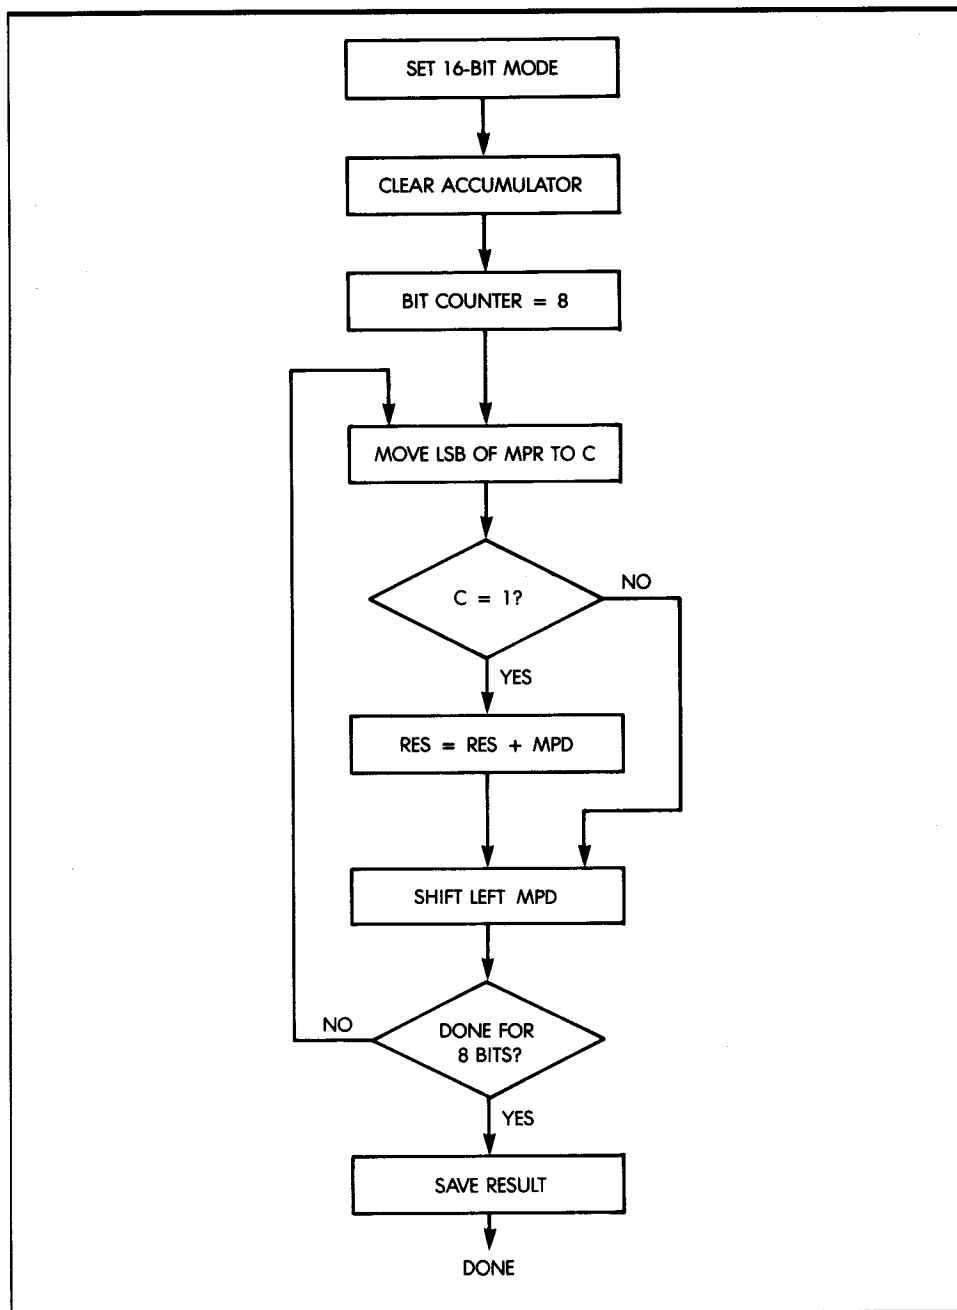 SET 16-BIT MODE
CLEAR ACCUMULATOR
BIT COUNTER = 8
MOVE LSB OF MPR TO C
C = 1?
NO
YES
RES = RES + MPD
SHIFT LEFT MPD
DONE FOR
8 BITS?
NO
YES
SAVE RESULT
DONE